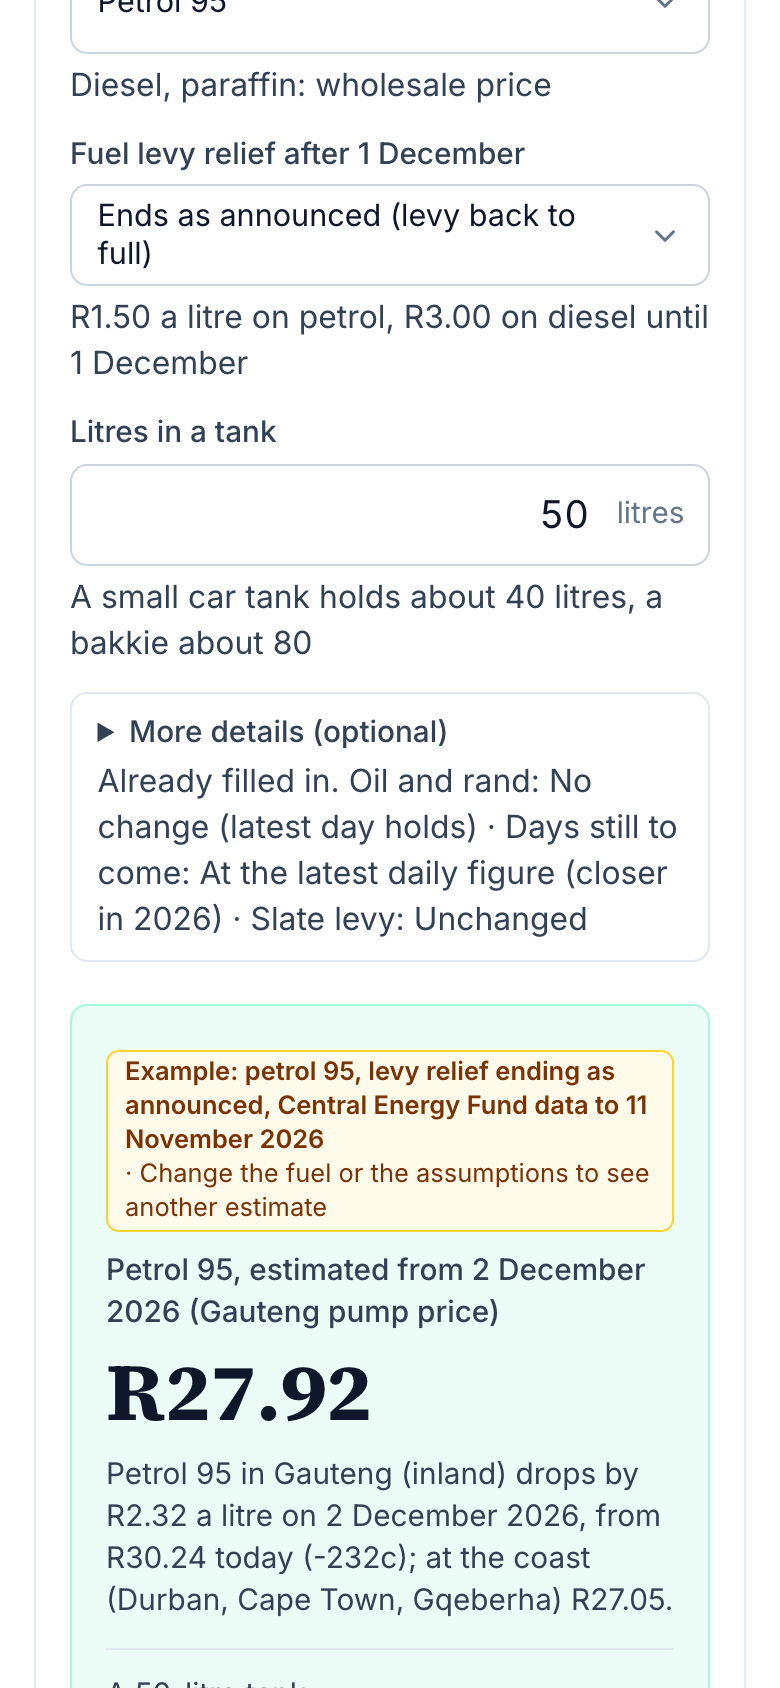 Petrol 95
Diesel, paraffin: wholesale price
Fuel levy relief after 1 December
Ends as announced (levy back to
full)
R1.50 a litre on petrol, R3.00 on diesel until
1 December
Litres in a tank
50 litres
A small car tank holds about 40 litres, a
bakkie about 80
▶ More details (optional)
Already filled in. Oil and rand: No
change (latest day holds) · Days still to
come: At the latest daily figure (closer
in 2026) · Slate levy: Unchanged
Example: petrol 95, levy relief ending as
announced, Central Energy Fund data to 11
November 2026
· Change the fuel or the assumptions to see
another estimate
Petrol 95, estimated from 2 December
2026 (Gauteng pump price)
R27.92
Petrol 95 in Gauteng (inland) drops by
R2.32 a litre on 2 December 2026, from
R30.24 today (-232c); at the coast
(Durban, Cape Town, Gqeberha) R27.05.
A 50-litre tank